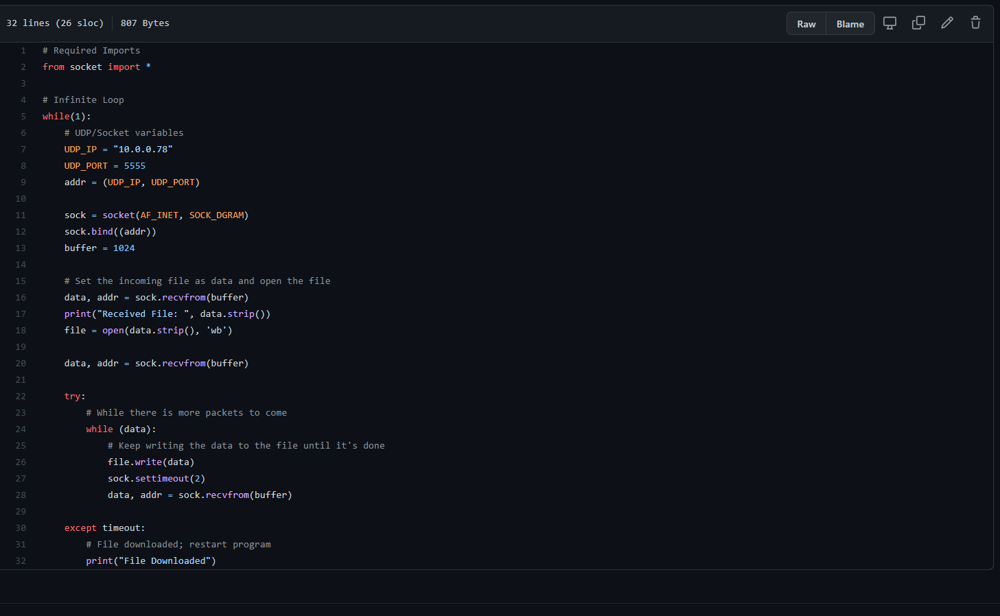 32 lines (26 sloc) 807 Bytes Raw Blame
1 # Required Imports
2 from socket import *
3
4 # Infinite Loop
5 while(1):
6     # UDP/Socket variables
7     UDP_IP = "10.0.0.78"
8     UDP_PORT = 5555
9     addr = (UDP_IP, UDP_PORT)
10
11     sock = socket(AF_INET, SOCK_DGRAM)
12     sock.bind((addr))
13     buffer = 1024
14
15     # Set the incoming file as data and open the file
16     data, addr = sock.recvfrom(buffer)
17     print("Received File: ", data.strip())
18     file = open(data.strip(), 'wb')
19
20     data, addr = sock.recvfrom(buffer)
21
22     try:
23         # While there is more packets to come
24         while (data):
25             # Keep writing the data to the file until it's done
26             file.write(data)
27             sock.settimeout(2)
28             data, addr = sock.recvfrom(buffer)
29
30     except timeout:
31         # File downloaded; restart program
32         print("File Downloaded")